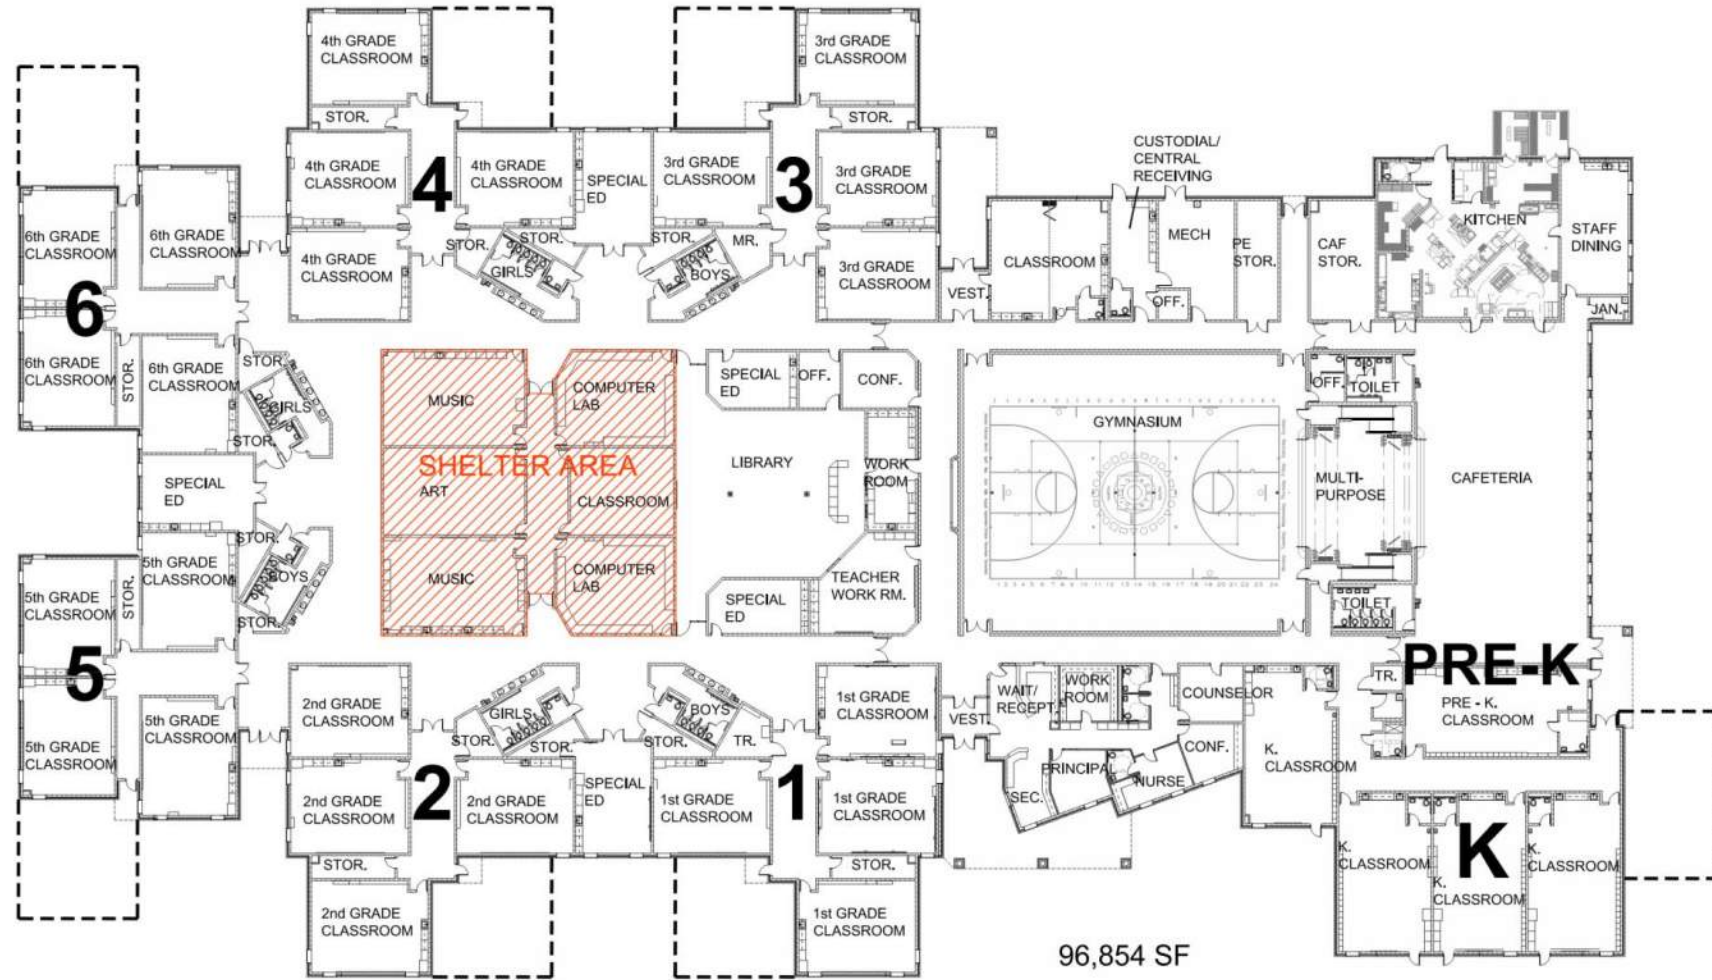 4th GRADE
CLASSROOM
3rd GRADE
CLASSROOM
STOR.
STOR.
4th GRADE
CLASSROOM
4
4th GRADE
CLASSROOM
SPECIAL
ED
3rd GRADE
CLASSROOM
3
3rd GRADE
CLASSROOM
CUSTODIAL/
CENTRAL
RECEIVING
6th GRADE
CLASSROOM
6th GRADE
CLASSROOM
6
4th GRADE
CLASSROOM
STOR.
STOR.
GIRLS
STOR.
BOYS
MR.
3rd GRADE
CLASSROOM
VEST.
CLASSROOM
MECH
OFF.
PE
STOR.
CAF
STOR.
KITCHEN
STAFF
DINING
JAN.
6th GRADE
CLASSROOM
STOR.
6th GRADE
CLASSROOM
STOR.
GIRLS
STOR.
SPECIAL
ED
MUSIC
COMPUTER
LAB
SHELTER AREA
ART
CLASSROOM
MUSIC
COMPUTER
LAB
SPECIAL
ED
OFF.
CONF.
LIBRARY
WORK
ROOM
SPECIAL
ED
TEACHER
WORK RM.
GYMNASIUM
OFF.
TOILET
MULTI-
PURPOSE
CAFETERIA
TOILET
STOR.
BOYS
STOR.
5th GRADE
CLASSROOM
5th GRADE
CLASSROOM
STOR.
5
5th GRADE
CLASSROOM
5th GRADE
CLASSROOM
2nd GRADE
CLASSROOM
GIRLS
STOR.
STOR.
BOYS
STOR.
TR.
1st GRADE
CLASSROOM
VEST.
WAIT/
RECEPT.
WORK
ROOM
COUNSELOR
CONF.
PRINCIPAL
NURSE
SEC.
K.
CLASSROOM
TR.
PRE-K
PRE - K.
CLASSROOM
2nd GRADE
CLASSROOM
2
2nd GRADE
CLASSROOM
SPECIAL
ED
1st GRADE
CLASSROOM
1
1st GRADE
CLASSROOM
STOR.
STOR.
2nd GRADE
CLASSROOM
1st GRADE
CLASSROOM
K.
CLASSROOM
K
K.
CLASSROOM
K.
CLASSROOM
96,854 SF